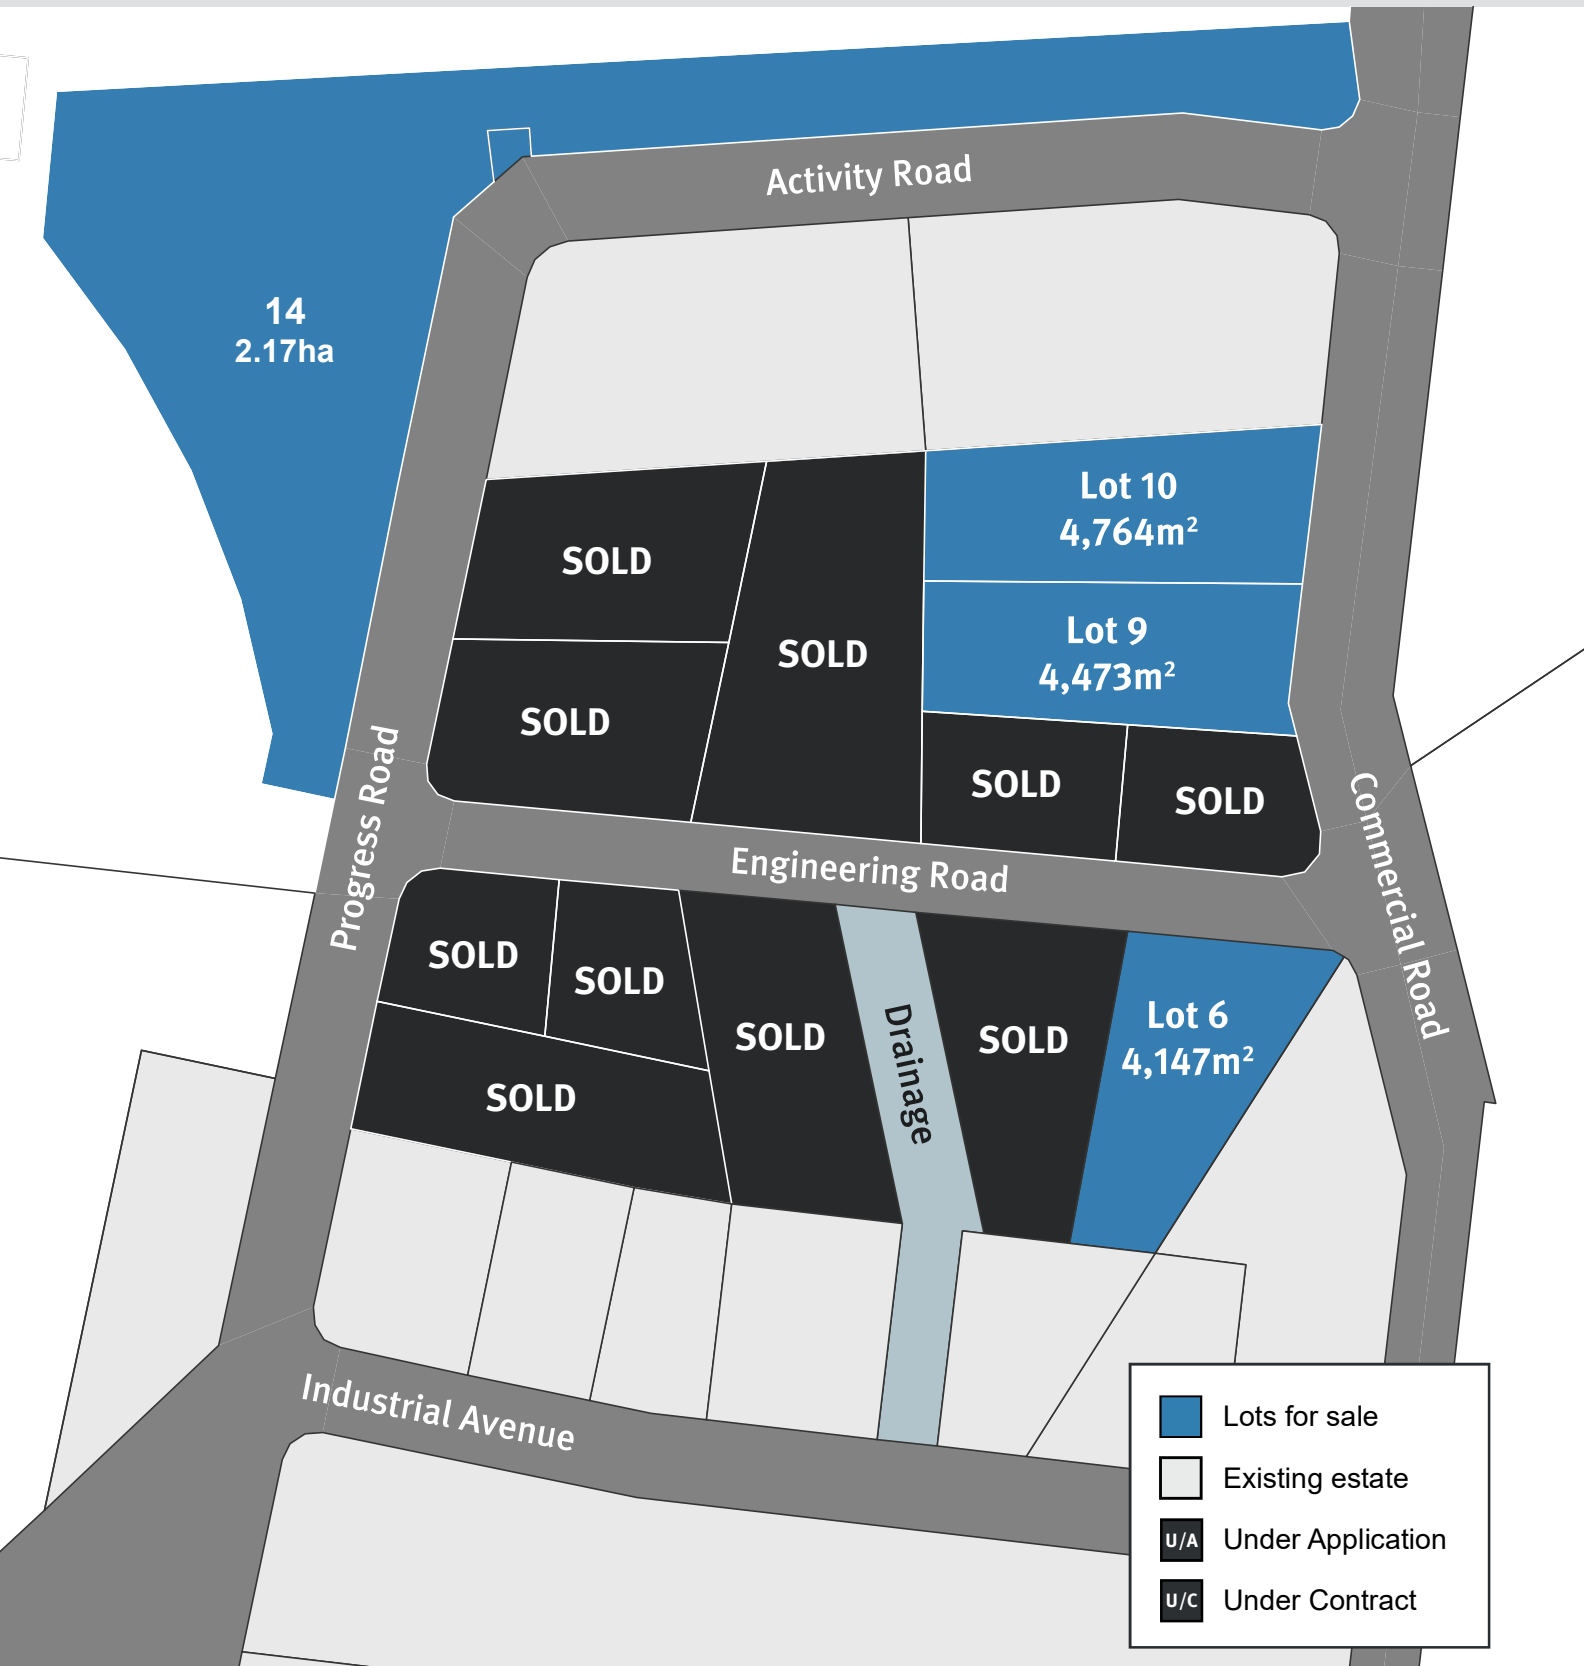 Activity Road
14
2.17ha
Lot 10
4,764m²
SOLD
SOLD
Lot 9
4,473m²
SOLD
SOLD
SOLD
Progress Road
Commercial Road
Engineering Road
SOLD
SOLD
SOLD
Drainage
SOLD
Lot 6
4,147m²
SOLD
Industrial Avenue
Lots for sale
Existing estate
U/A Under Application
U/C Under Contract